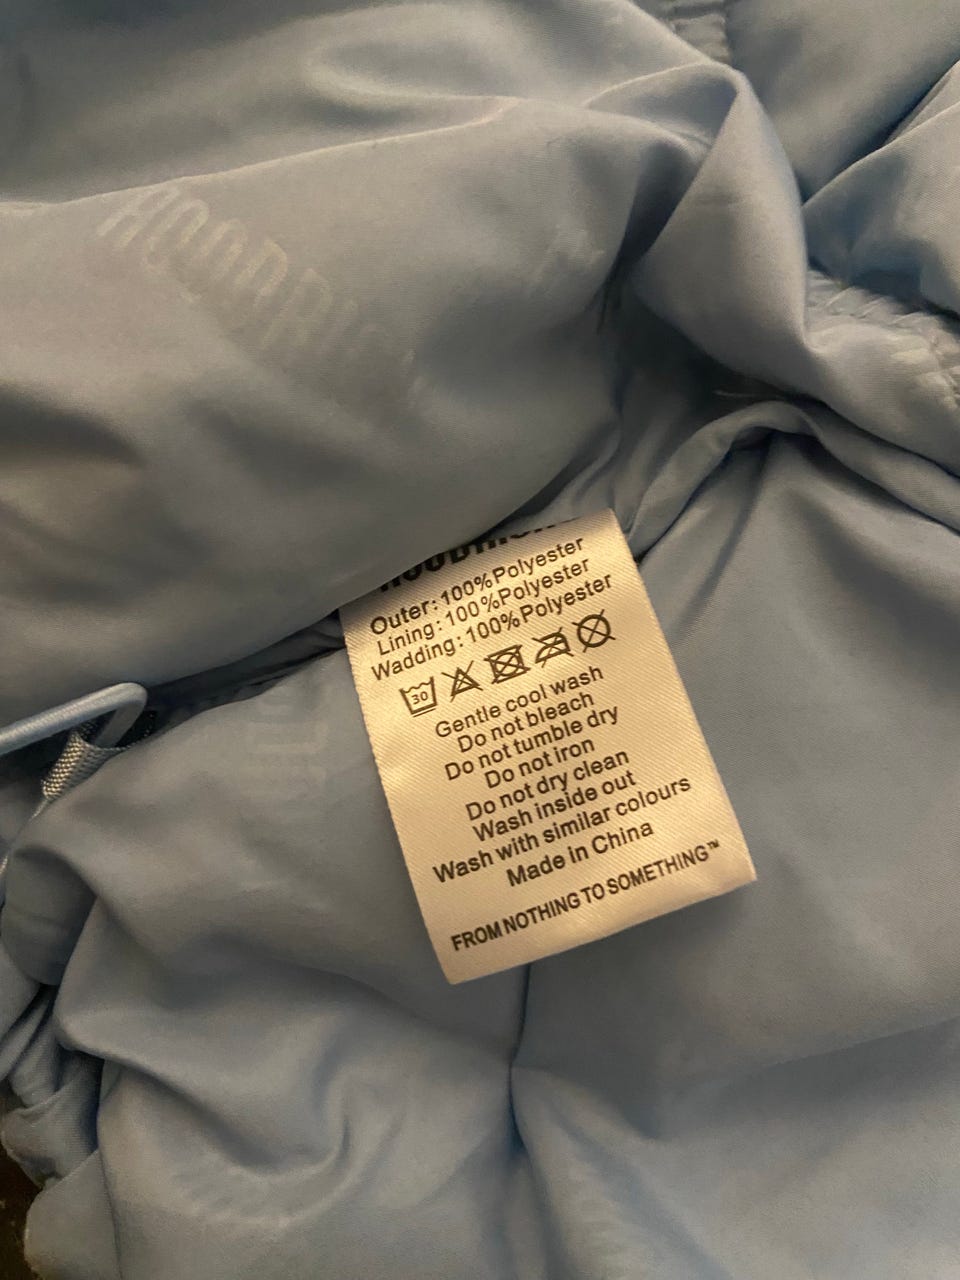 HOODRI
HOODRICH
Outer: 100%Polyester
Lining: 100%Polyester
Wadding: 100%Polyester
30
Gentle cool wash
Do not bleach
Do not tumble dry
Do not iron
Do not dry clean
Wash inside out
Wash with similar colours
Made in China
FROM NOTHING TO SOMETHING™